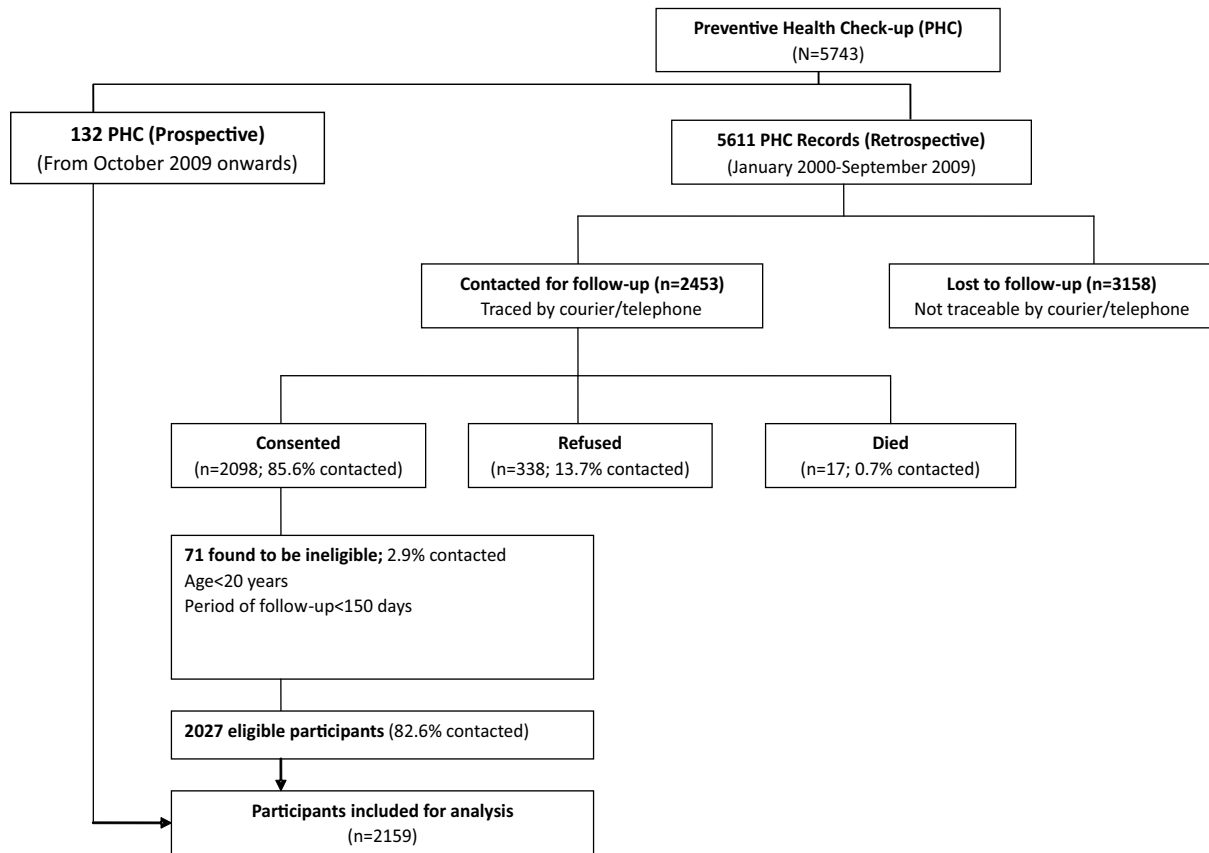 Preventive Health Check-up (PHC)
(N=5743)
132 PHC (Prospective)
(From October 2009 onwards)
5611 PHC Records (Retrospective)
(January 2000-September 2009)
Contacted for follow-up (n=2453)
Traced by courier/telephone
Lost to follow-up (n=3158)
Not traceable by courier/telephone
Consented
(n=2098; 85.6% contacted)
Refused
(n=338; 13.7% contacted)
Died
(n=17; 0.7% contacted)
71 found to be ineligible; 2.9% contacted
Age<20 years
Period of follow-up<150 days
2027 eligible participants (82.6% contacted)
Participants included for analysis
(n=2159)